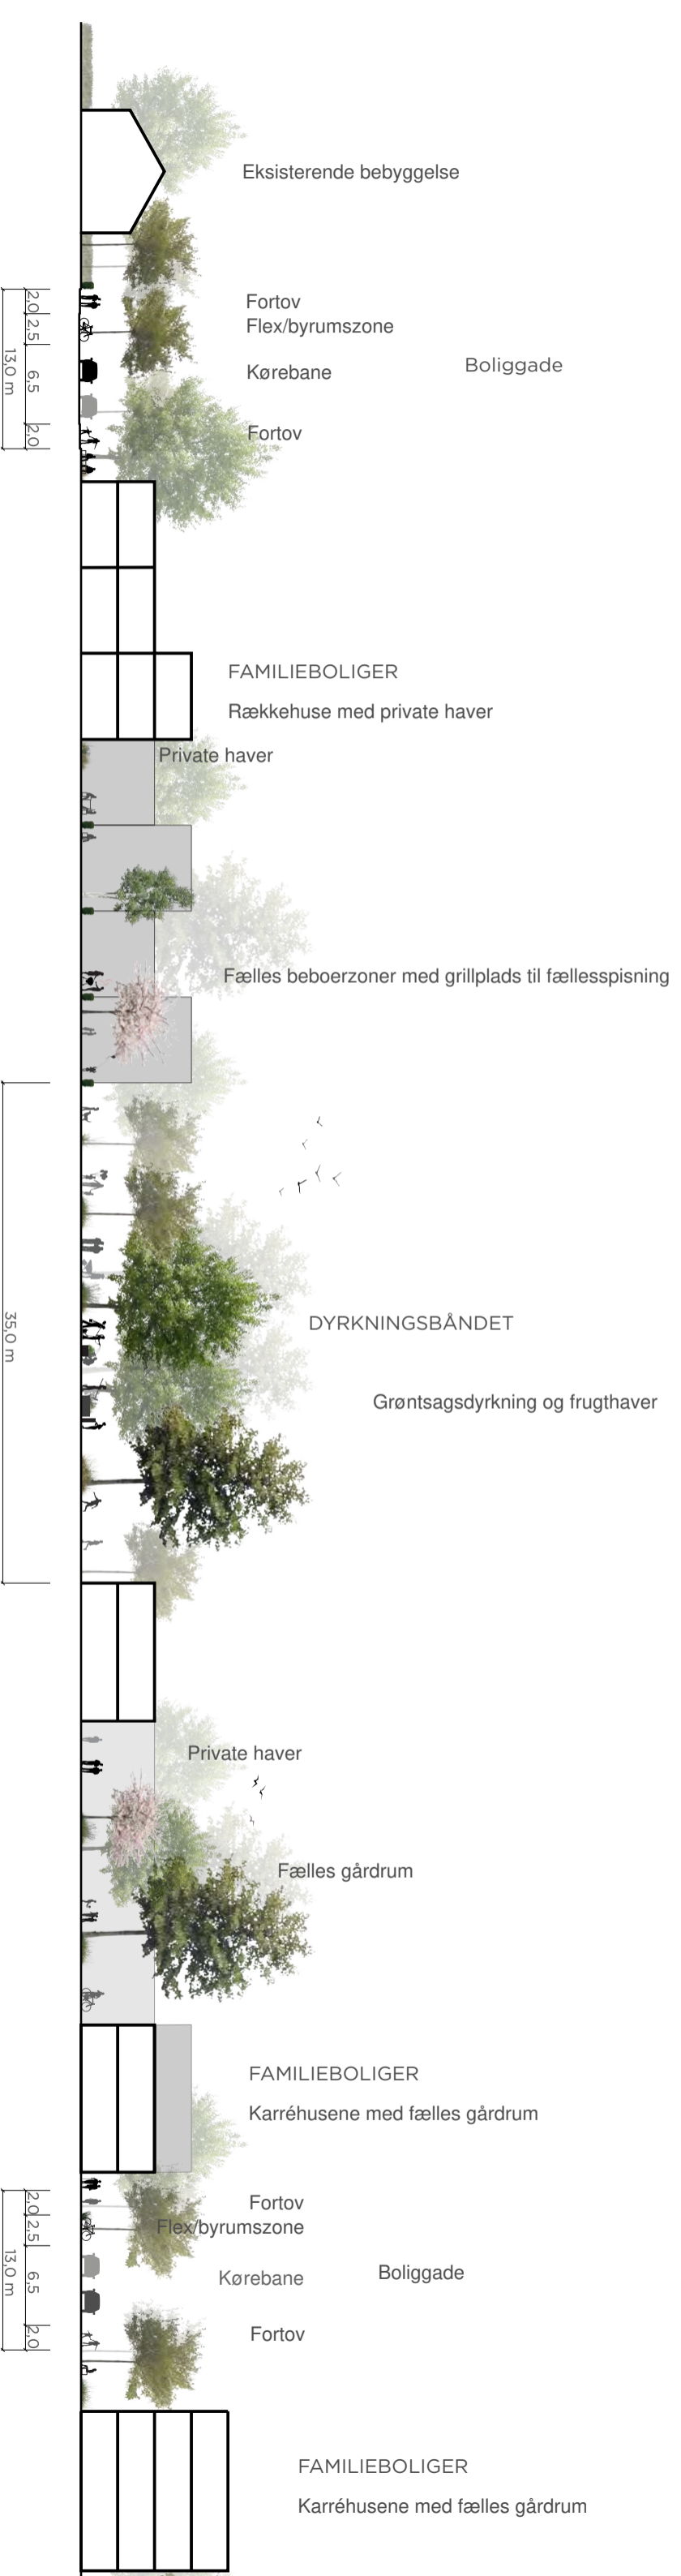 Eksisterende bebyggelse
Fortov
Flex/byrumszone
Kørebane
Boliggade
Fortov
2,0
2,5
6,5
2,0
13,0 m
FAMILIEBOLIGER
Rækkehuse med private haver
Private haver
Fælles beboerzoner med grillplads til fællesspisning
DYRKNINGSBÅNDET
35,0 m
Grøntsagsdyrkning og frugthaver
Private haver
Fælles gårdrum
FAMILIEBOLIGER
Karréhusene med fælles gårdrum
Fortov
Flex/byrumszone
Kørebane
Boliggade
Fortov
2,0
2,5
6,5
2,0
13,0 m
FAMILIEBOLIGER
Karréhusene med fælles gårdrum